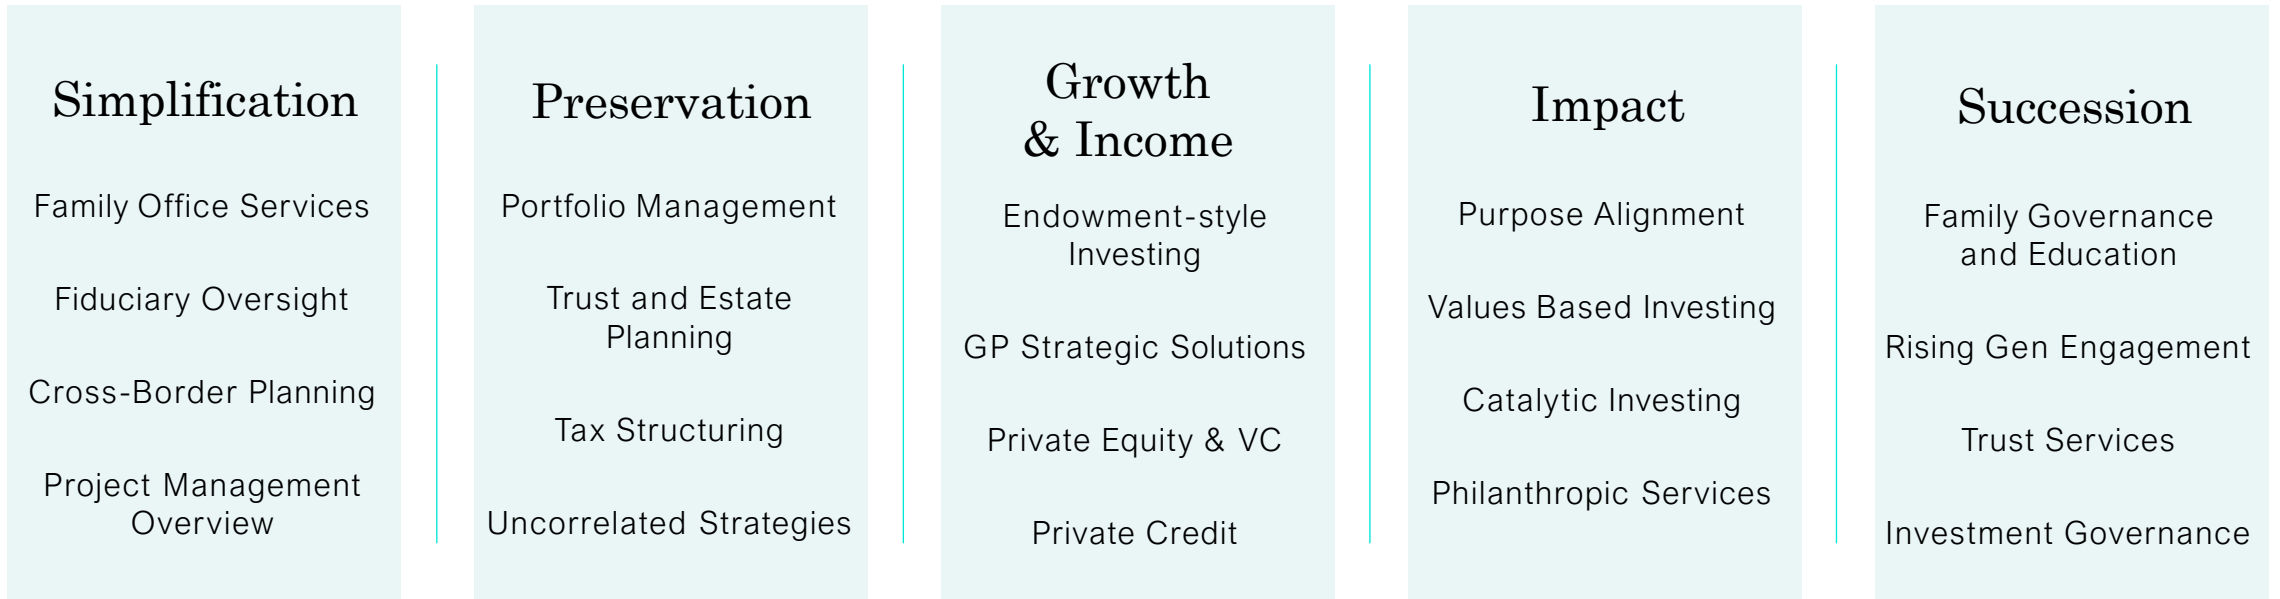 Simplification
Family Office Services
Fiduciary Oversight
Cross-Border Planning
Project Management
Overview
Preservation
Portfolio Management
Trust and Estate
Planning
Tax Structuring
Uncorrelated Strategies
Growth
& Income
Endowment-style
Investing
GP Strategic Solutions
Private Equity & VC
Private Credit
Impact
Purpose Alignment
Values Based Investing
Catalytic Investing
Philanthropic Services
Succession
Family Governance
and Education
Rising Gen Engagement
Trust Services
Investment Governance